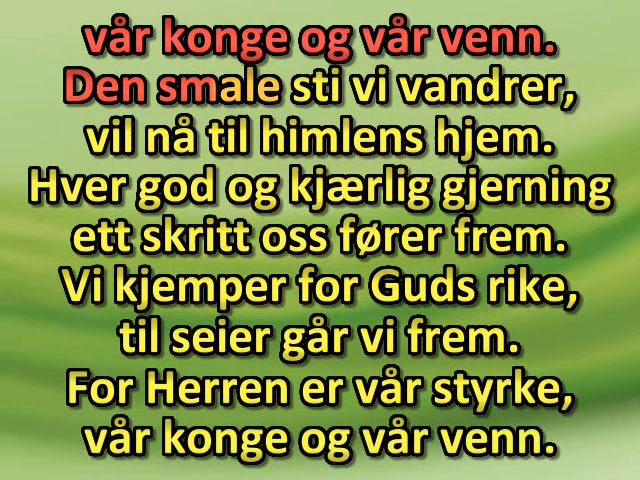 vår konge og vår venn.
Den smale sti vi vandrer,
vil nå til himlens hjem.
Hver god og kjærlig gjerning
ett skritt oss fører frem.
Vi kjemper for Guds rike,
til seier går vi frem.
For Herren er vår styrke,
vår konge og vår venn.